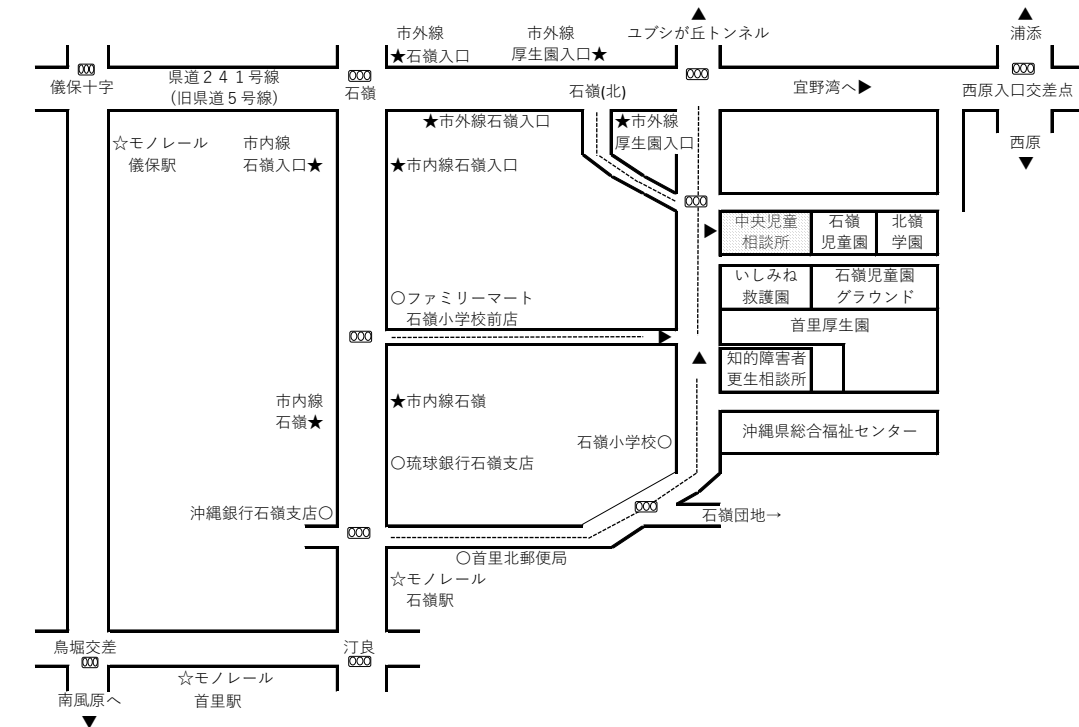 市外線
★石嶺入口
市外線
厚生園入口★
▲
ユブシが丘トンネル
▲
浦添
儀保十字
県道241号線
(旧県道5号線)
石嶺
石嶺(北)
宜野湾へ▶
西原入口交差点
☆モノレール
儀保駅
市内線
石嶺入口★
★市外線石嶺入口
★市内線石嶺入口
★市外線
厚生園入口
西原
▼
▶
中央児童
相談所
石嶺
児童園
北嶺
学園
いしみね
救護園
石嶺児童園
グラウンド
○ファミリーマート
石嶺小学校前店
▶
首里厚生園
▲
知的障害者
更生相談所
市内線
石嶺★
★市内線石嶺
石嶺小学校○
沖縄県総合福祉センター
○琉球銀行石嶺支店
沖縄銀行石嶺支店○
石嶺団地→
○首里北郵便局
☆モノレール
石嶺駅
鳥堀交差
汀良
☆モノレール
首里駅
南風原へ
▼